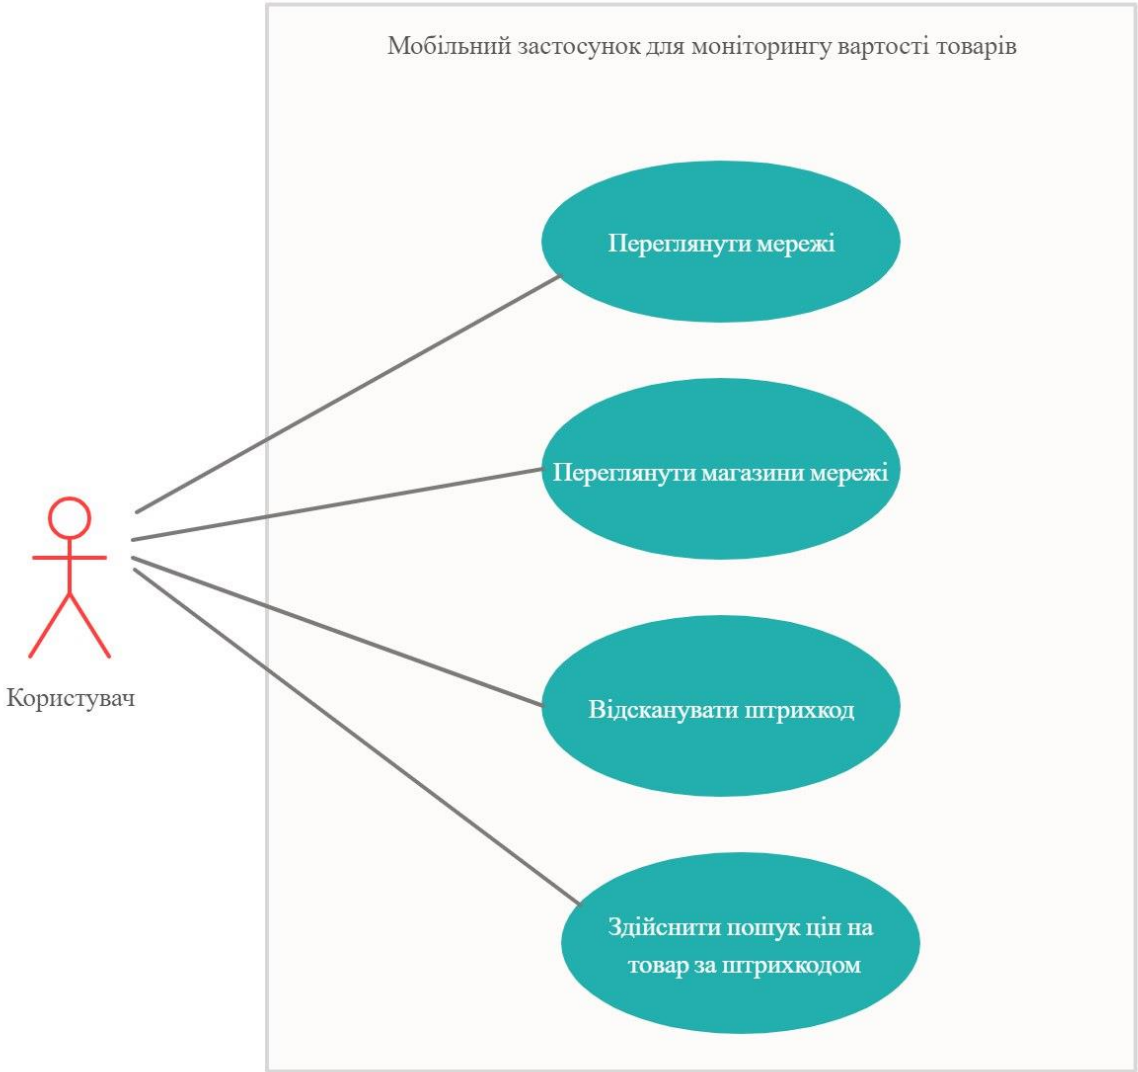 Мобільний застосунок для моніторингу вартості товарів
Переглянути мережі
Переглянути магазини мережі
Користувач
Відсканувати штрихкод
Здійснити пошук цін на
товар за штрихкодом